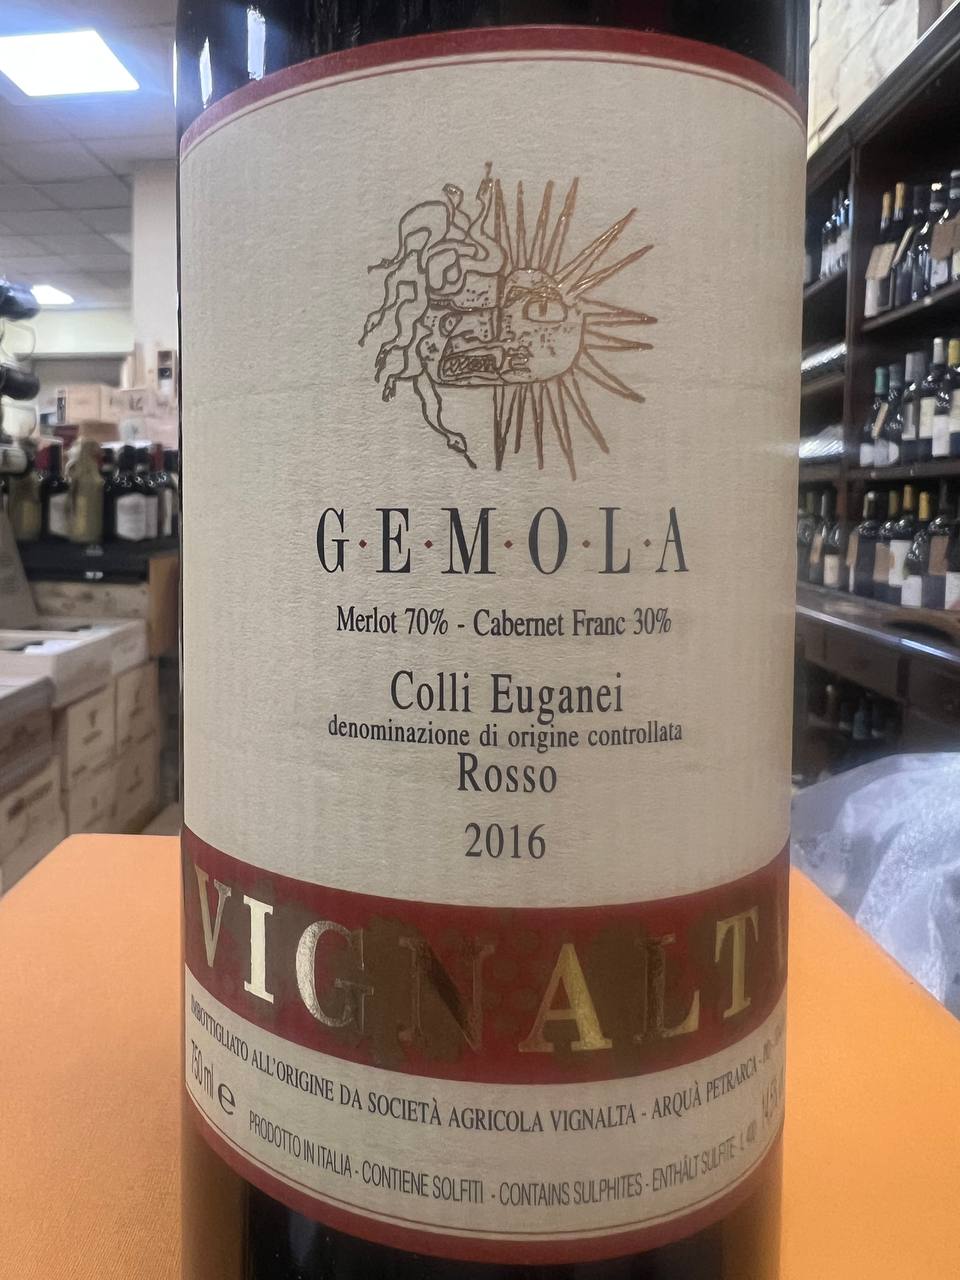 G·E·M·O·L·A
Merlot 70% - Cabernet Franc 30%
Colli Euganei
denominazione di origine controllata
Rosso
2016
VIGNALT
IMBOTTIGLIATO ALL'ORIGINE DA SOCIETÀ AGRICOLA VIGNALTA - ARQUÀ PETRARCA - PD -
750 ml e
PRODOTTO IN ITALIA - CONTIENE SOLFITI - CONTAINS SULPHITES - ENTHÄLT SULFITE